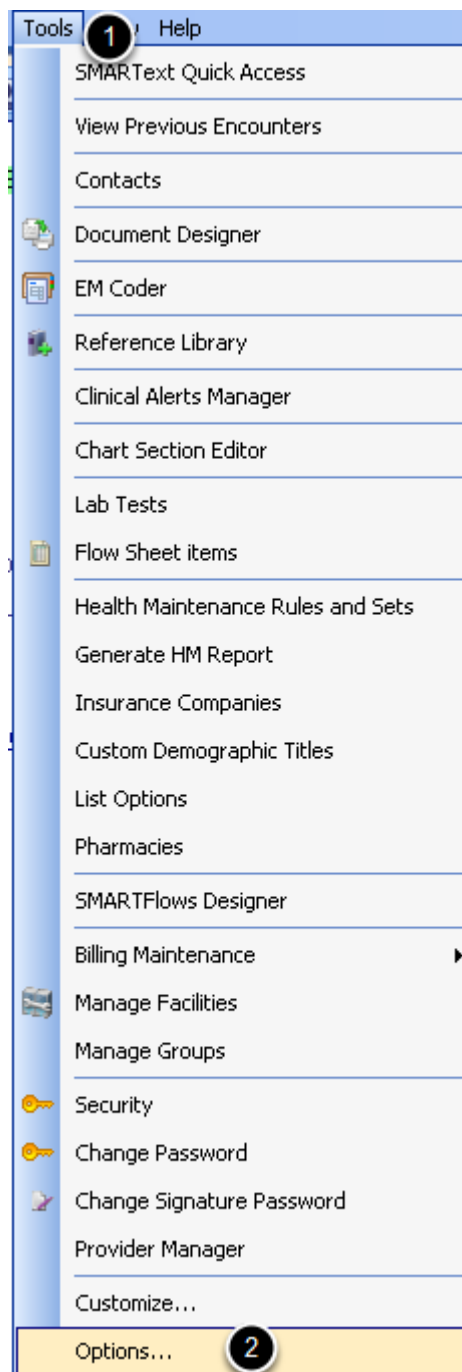 Tools 1 Help
SMARText Quick Access
View Previous Encounters
Contacts
Document Designer
EM Coder
Reference Library
Clinical Alerts Manager
Chart Section Editor
Lab Tests
Flow Sheet items
Health Maintenance Rules and Sets
Generate HM Report
Insurance Companies
Custom Demographic Titles
List Options
Pharmacies
SMARTFlows Designer
Billing Maintenance
Manage Facilities
Manage Groups
Security
Change Password
Change Signature Password
Provider Manager
Customize...
Options... 2